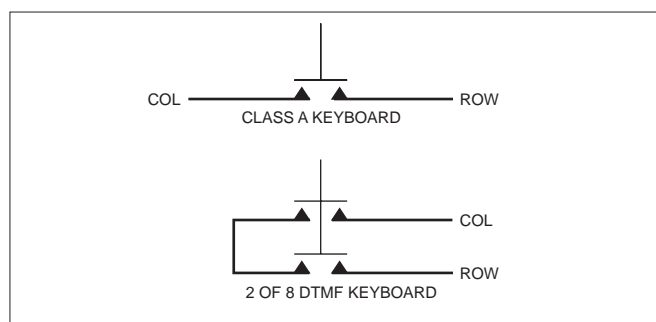 COL ROW
CLASS A KEYBOARD
COL
ROW
2 OF 8 DTMF KEYBOARD